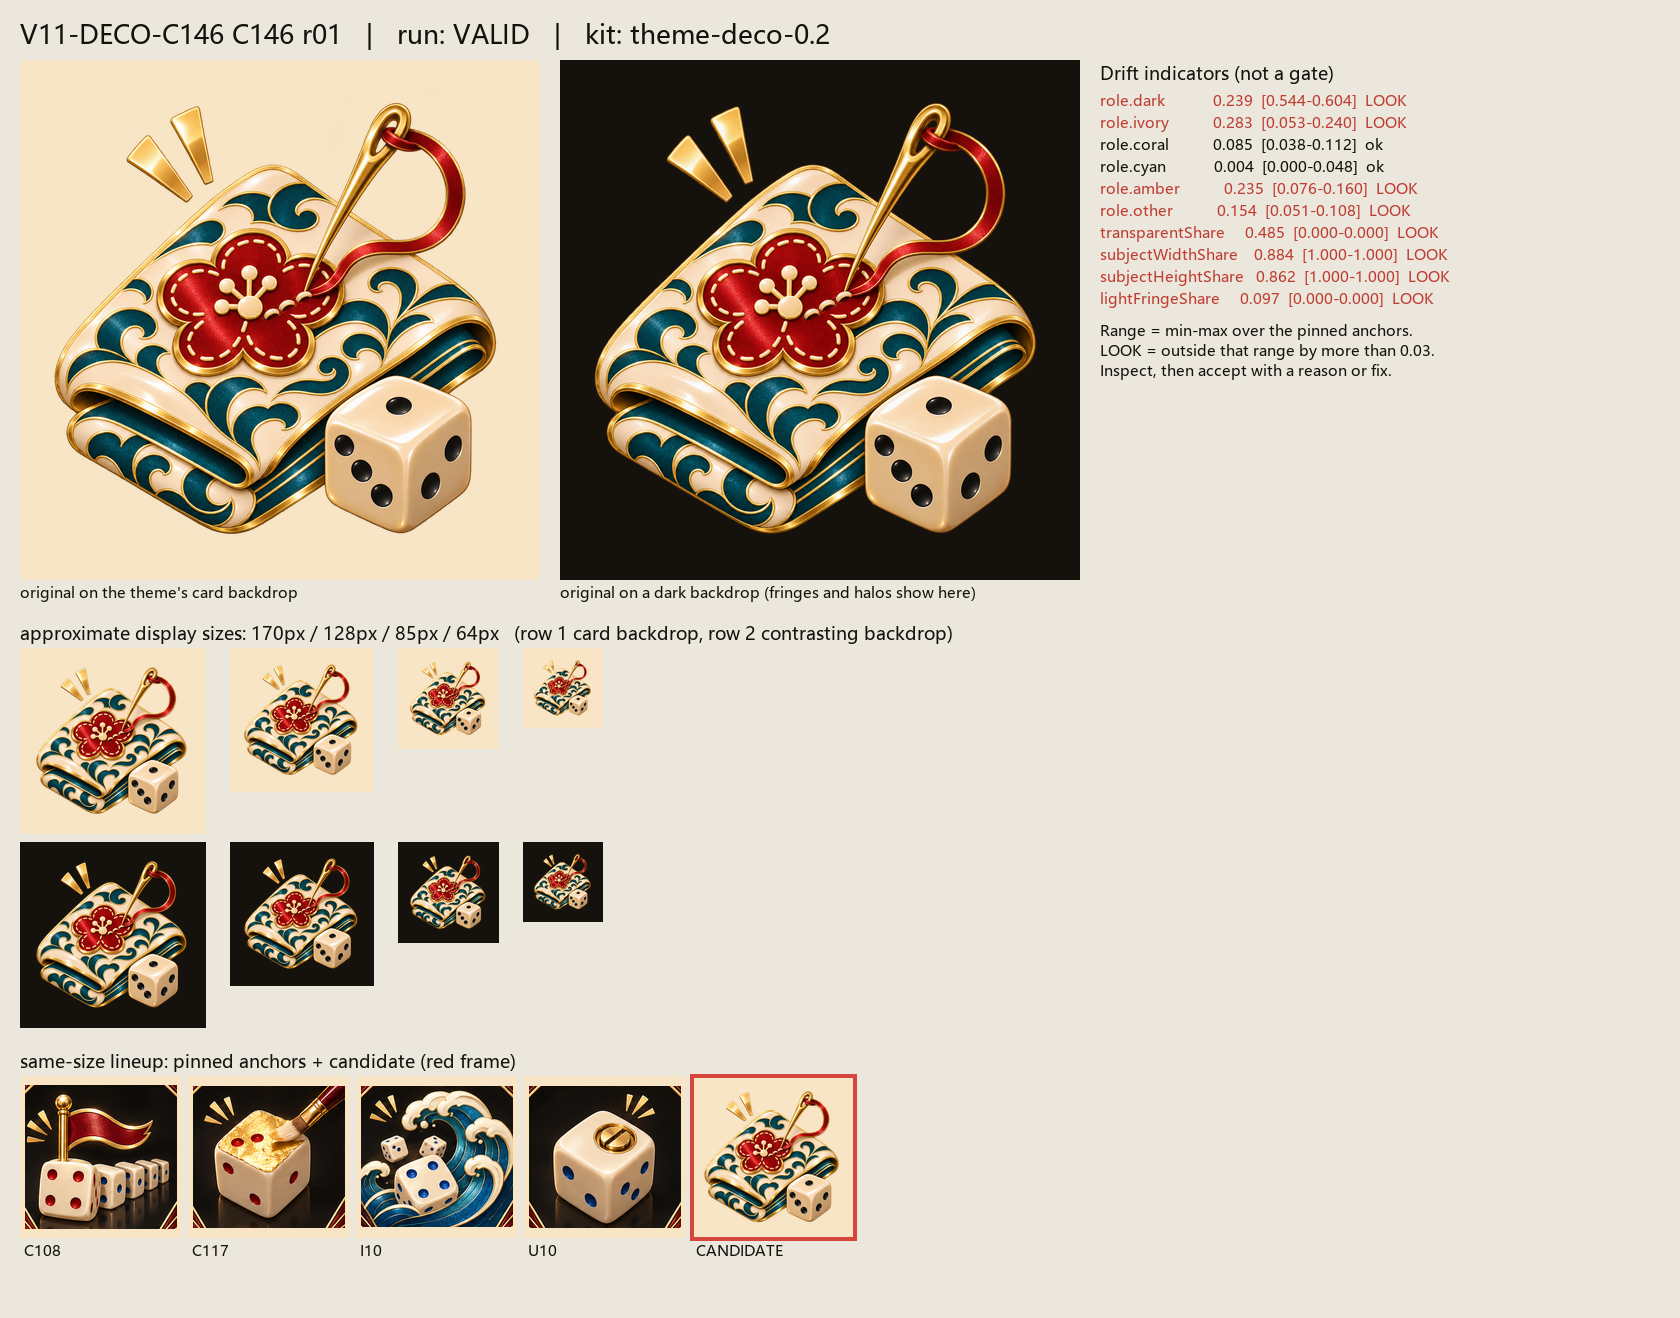 V11-DECO-C146 C146 r01   |   run: VALID   |   kit: theme-deco-0.2
Drift indicators (not a gate)
role.dark 0.239 [0.544-0.604] LOOK
role.ivory 0.283 [0.053-0.240] LOOK
role.coral 0.085 [0.038-0.112] ok
role.cyan 0.004 [0.000-0.048] ok
role.amber 0.235 [0.076-0.160] LOOK
role.other 0.154 [0.051-0.108] LOOK
transparentShare 0.485 [0.000-0.000] LOOK
subjectWidthShare 0.884 [1.000-1.000] LOOK
subjectHeightShare 0.862 [1.000-1.000] LOOK
lightFringeShare 0.097 [0.000-0.000] LOOK
Range = min-max over the pinned anchors.
LOOK = outside that range by more than 0.03.
Inspect, then accept with a reason or fix.
original on the theme's card backdrop
original on a dark backdrop (fringes and halos show here)
approximate display sizes: 170px / 128px / 85px / 64px   (row 1 card backdrop, row 2 contrasting backdrop)
same-size lineup: pinned anchors + candidate (red frame)
C108
C117
I10
U10
CANDIDATE